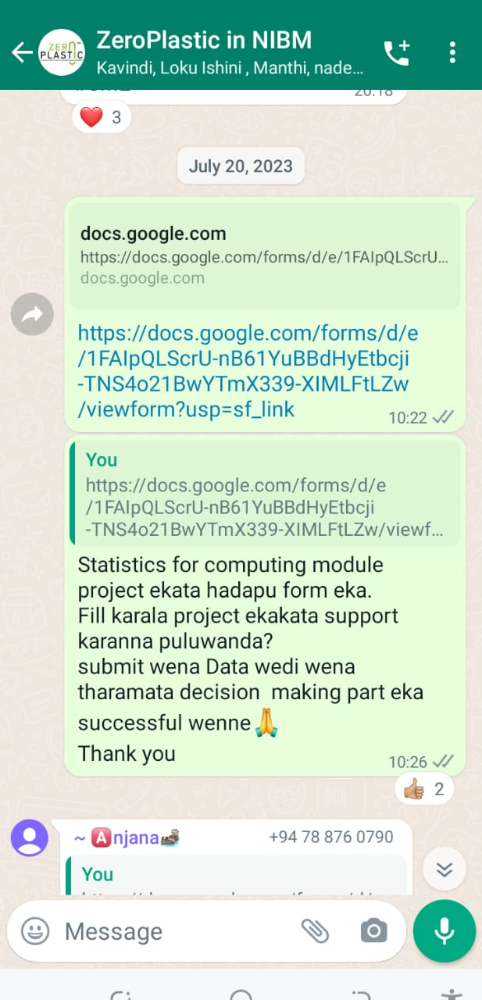 ZeroPlastic in NIBM
ZERO
PLASTIC
Kavindi, Loku Ishini , Manthi, nade...
20:18
❤️ 3
July 20, 2023
docs.google.com
https://docs.google.com/forms/d/e/1FAIpQLScrU...
docs.google.com
https://docs.google.com/forms/d/e
/1FAIpQLScrU-nB61YuBBdHyEtbcji
-TNS4o21BwYTmX339-XIMLFtLZw
/viewform?usp=sf_link
10:22
You
https://docs.google.com/forms/d/e
/1FAIpQLScrU-nB61YuBBdHyEtbcji
-TNS4o21BwYTmX339-XIMLFtLZw/viewf...
Statistics for computing module
project ekata hadapu form eka.
Fill karala project ekakata support
karanna puluwanda?
submit wena Data wedi wena
tharamata decision making part eka
successful wenne🙏
Thank you
10:26
👍🏼 2
~ 🅰️njana🦦 +94 78 876 0790
You
Message